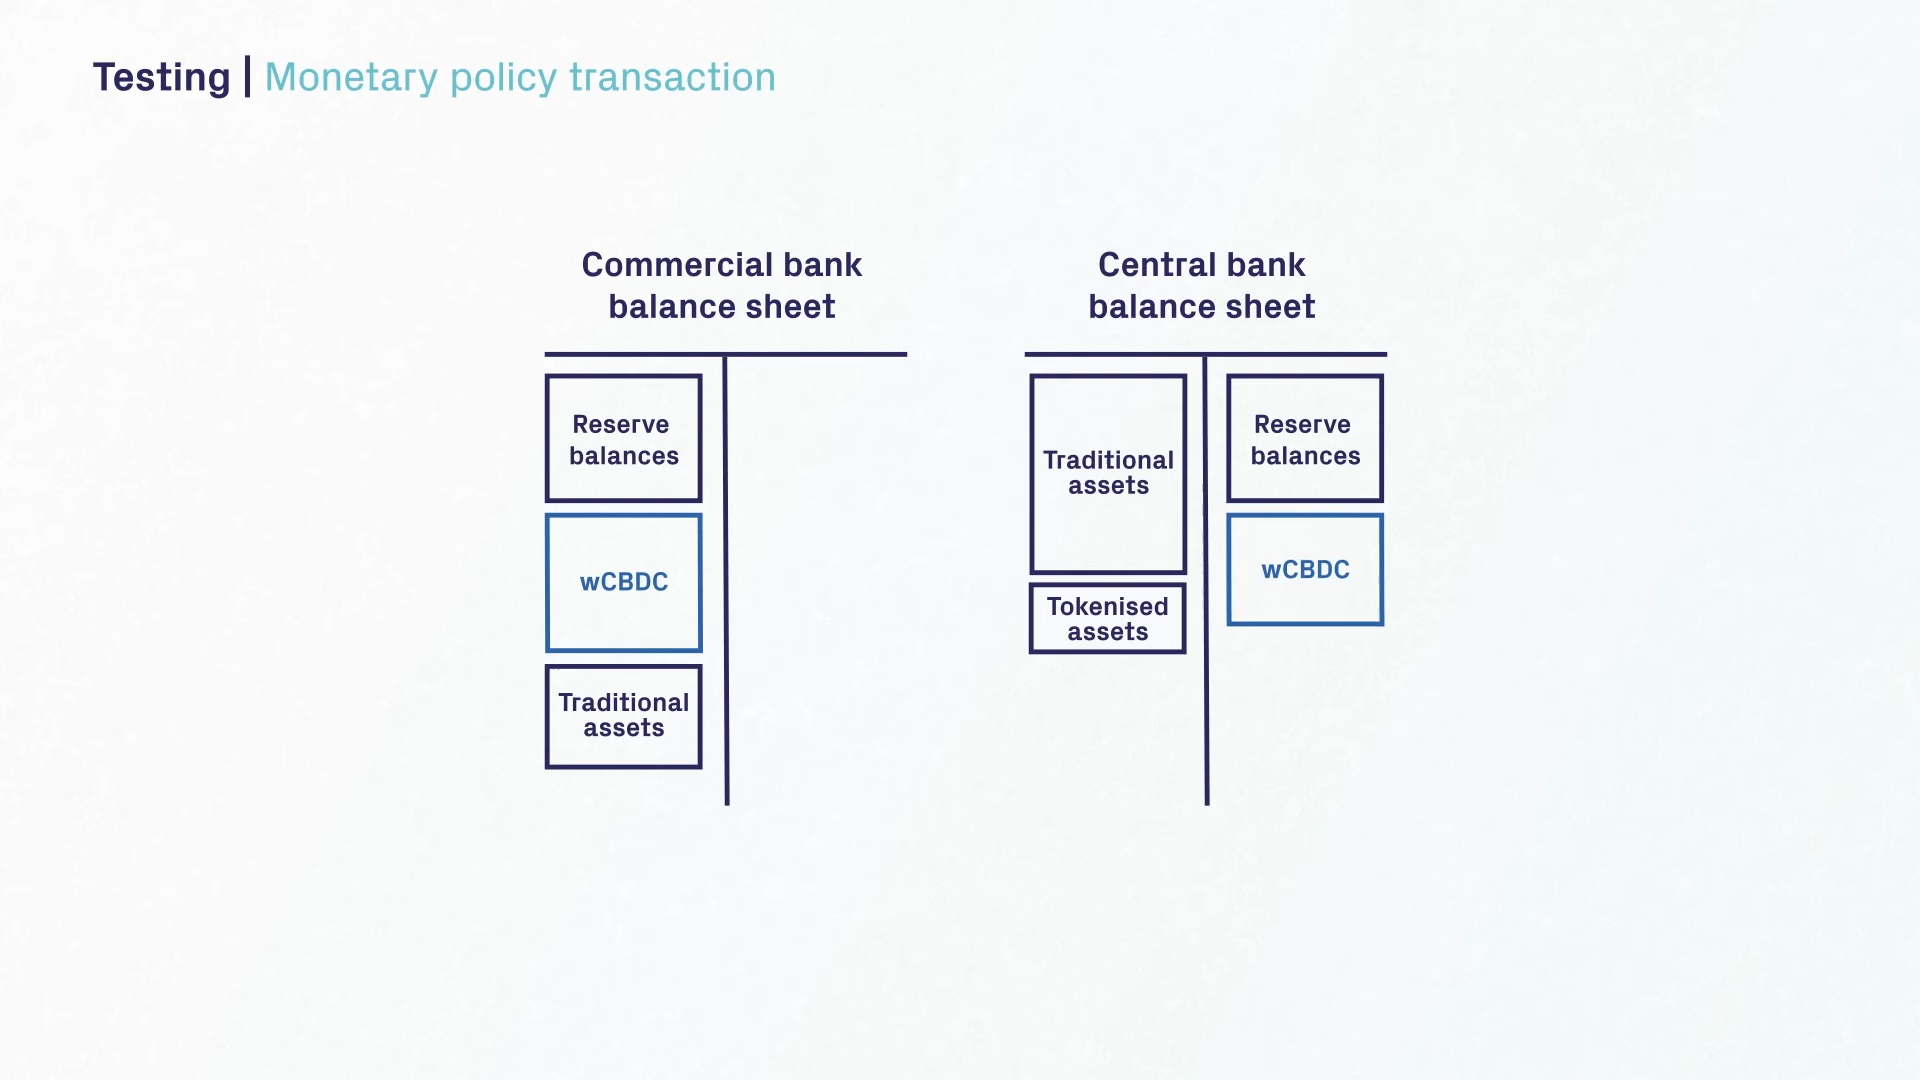 Testing | Monetary policy transaction
Commercial bank
balance sheet
Reserve
balances
wCBDC
Traditional
assets
Central bank
balance sheet
Traditional
assets
Tokenised
assets
Reserve
balances
wCBDC